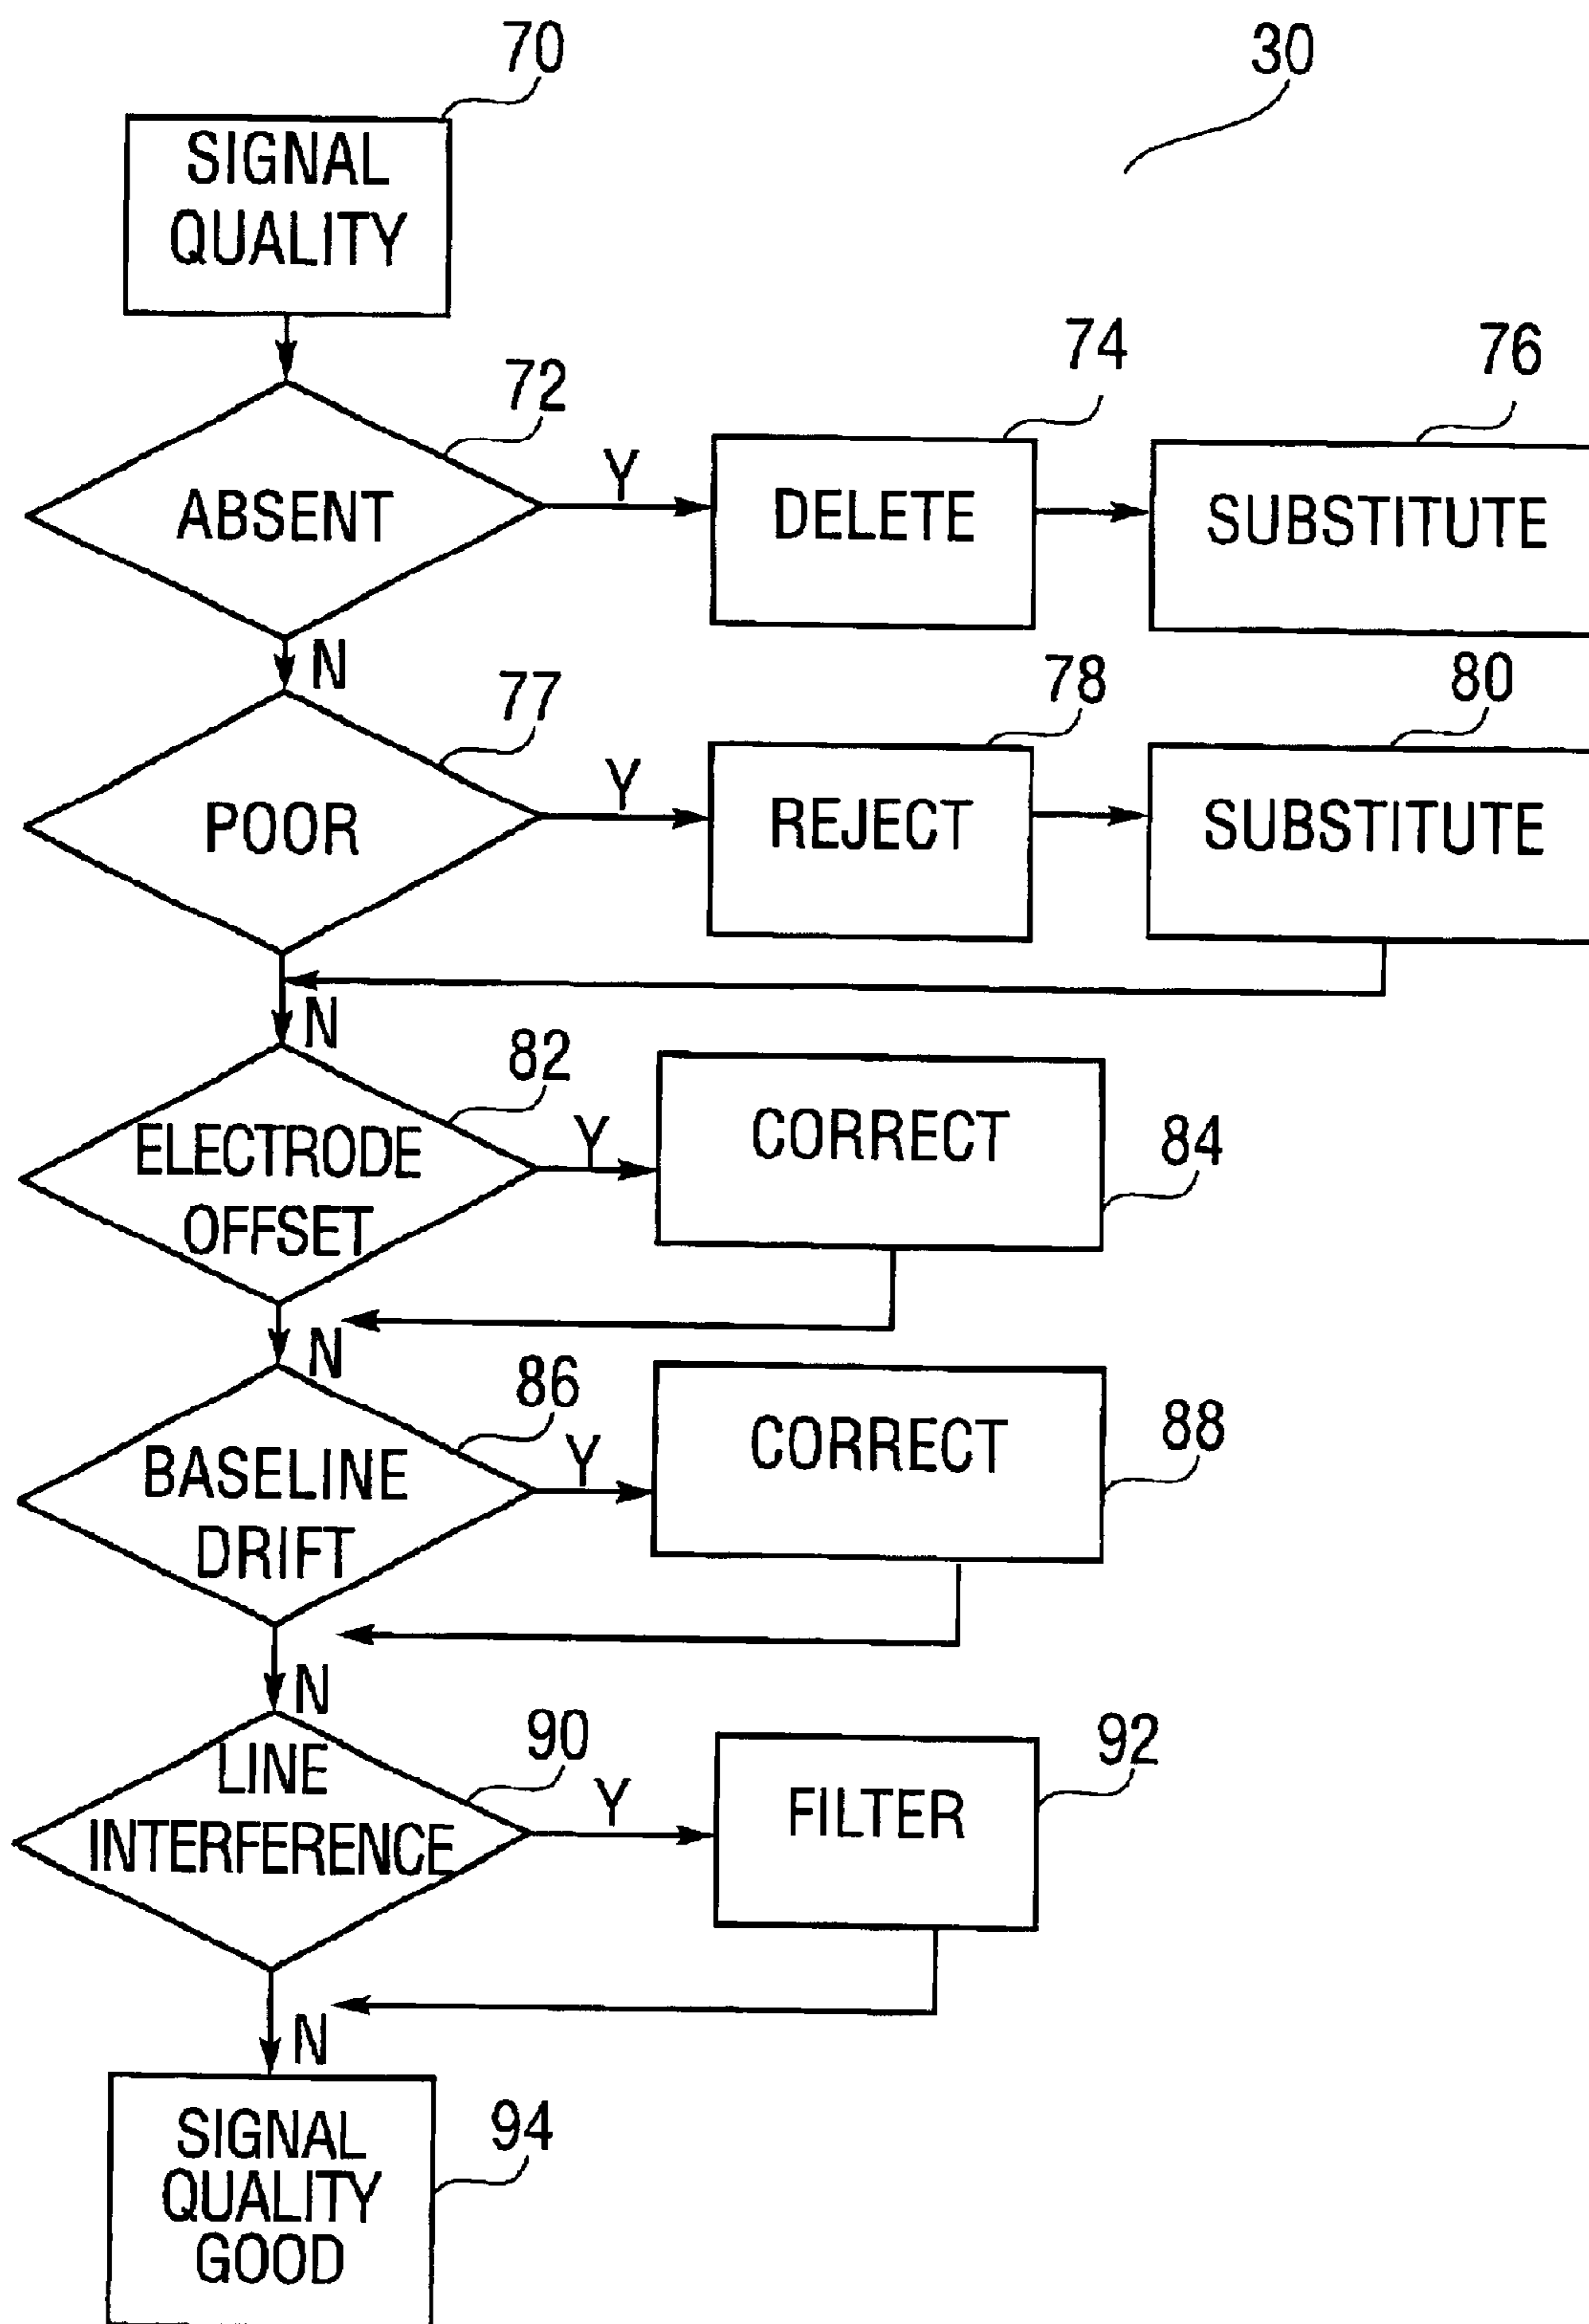 70
30
SIGNAL
QUALITY
72
74
76
ABSENT
Y
DELETE
SUBSTITUTE
N
77
78
80
POOR
Y
REJECT
SUBSTITUTE
N
82
84
ELECTRODE
OFFSET
Y
CORRECT
N
86
88
BASELINE
DRIFT
Y
CORRECT
N
90
92
LINE
INTERFERENCE
Y
FILTER
N
94
SIGNAL
QUALITY
GOOD